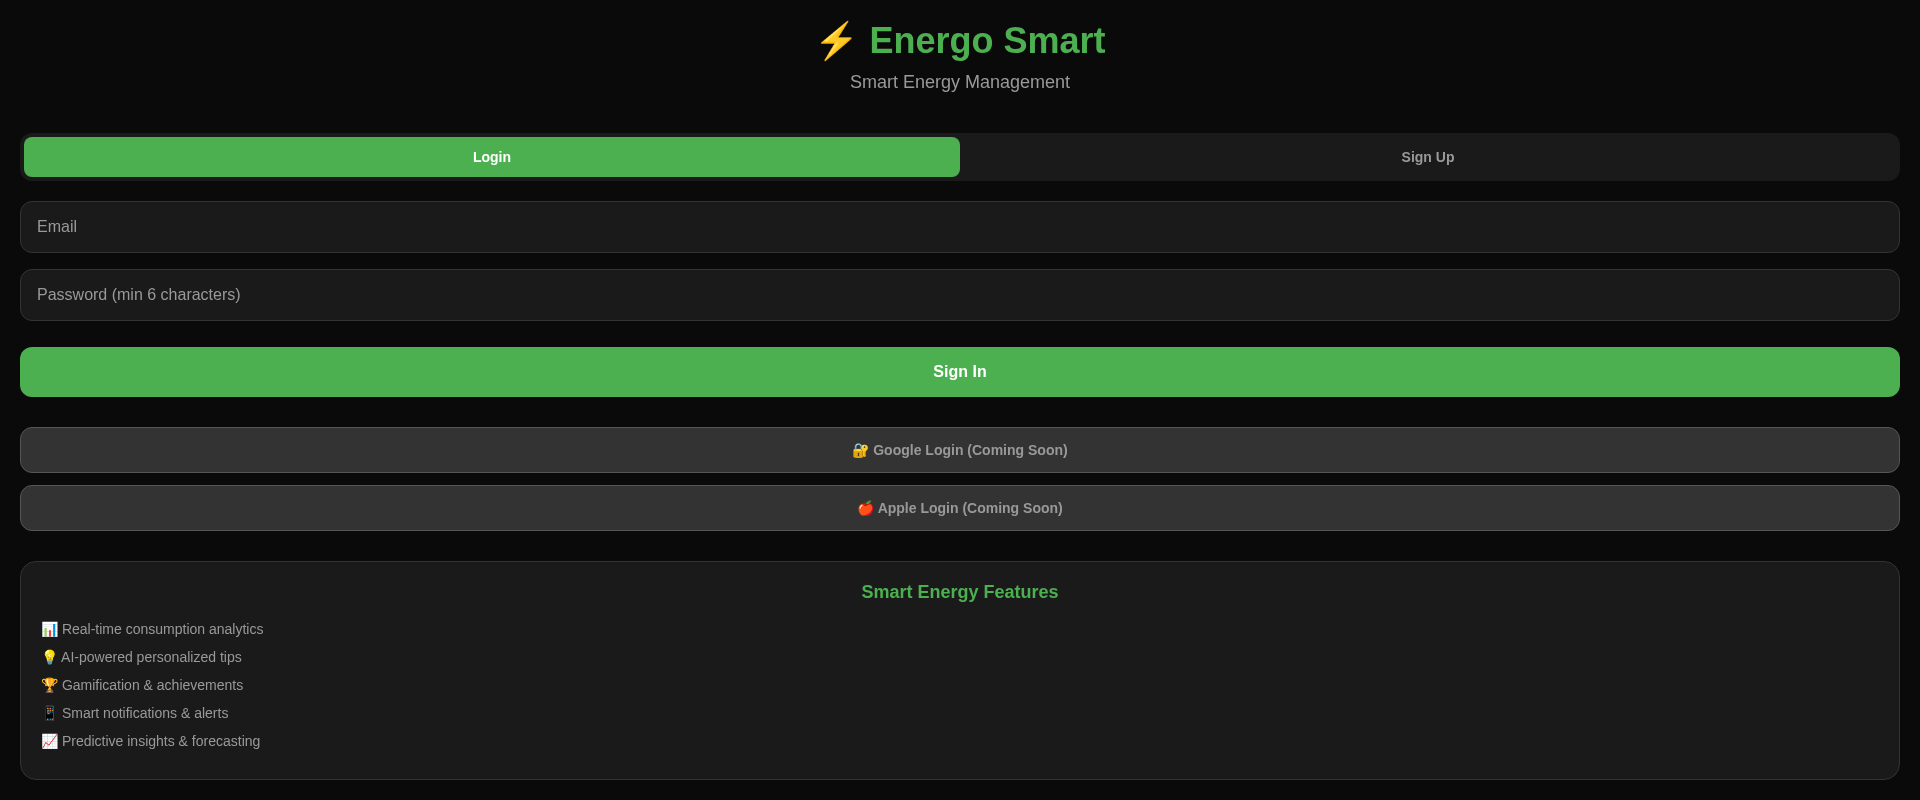 ⚡ Energo Smart
Smart Energy Management
Login
Sign Up
Email
Password (min 6 characters)
Sign In
🔐 Google Login (Coming Soon)
🍎 Apple Login (Coming Soon)
Smart Energy Features
📊 Real-time consumption analytics
💡 AI-powered personalized tips
🏆 Gamification & achievements
📱 Smart notifications & alerts
📈 Predictive insights & forecasting